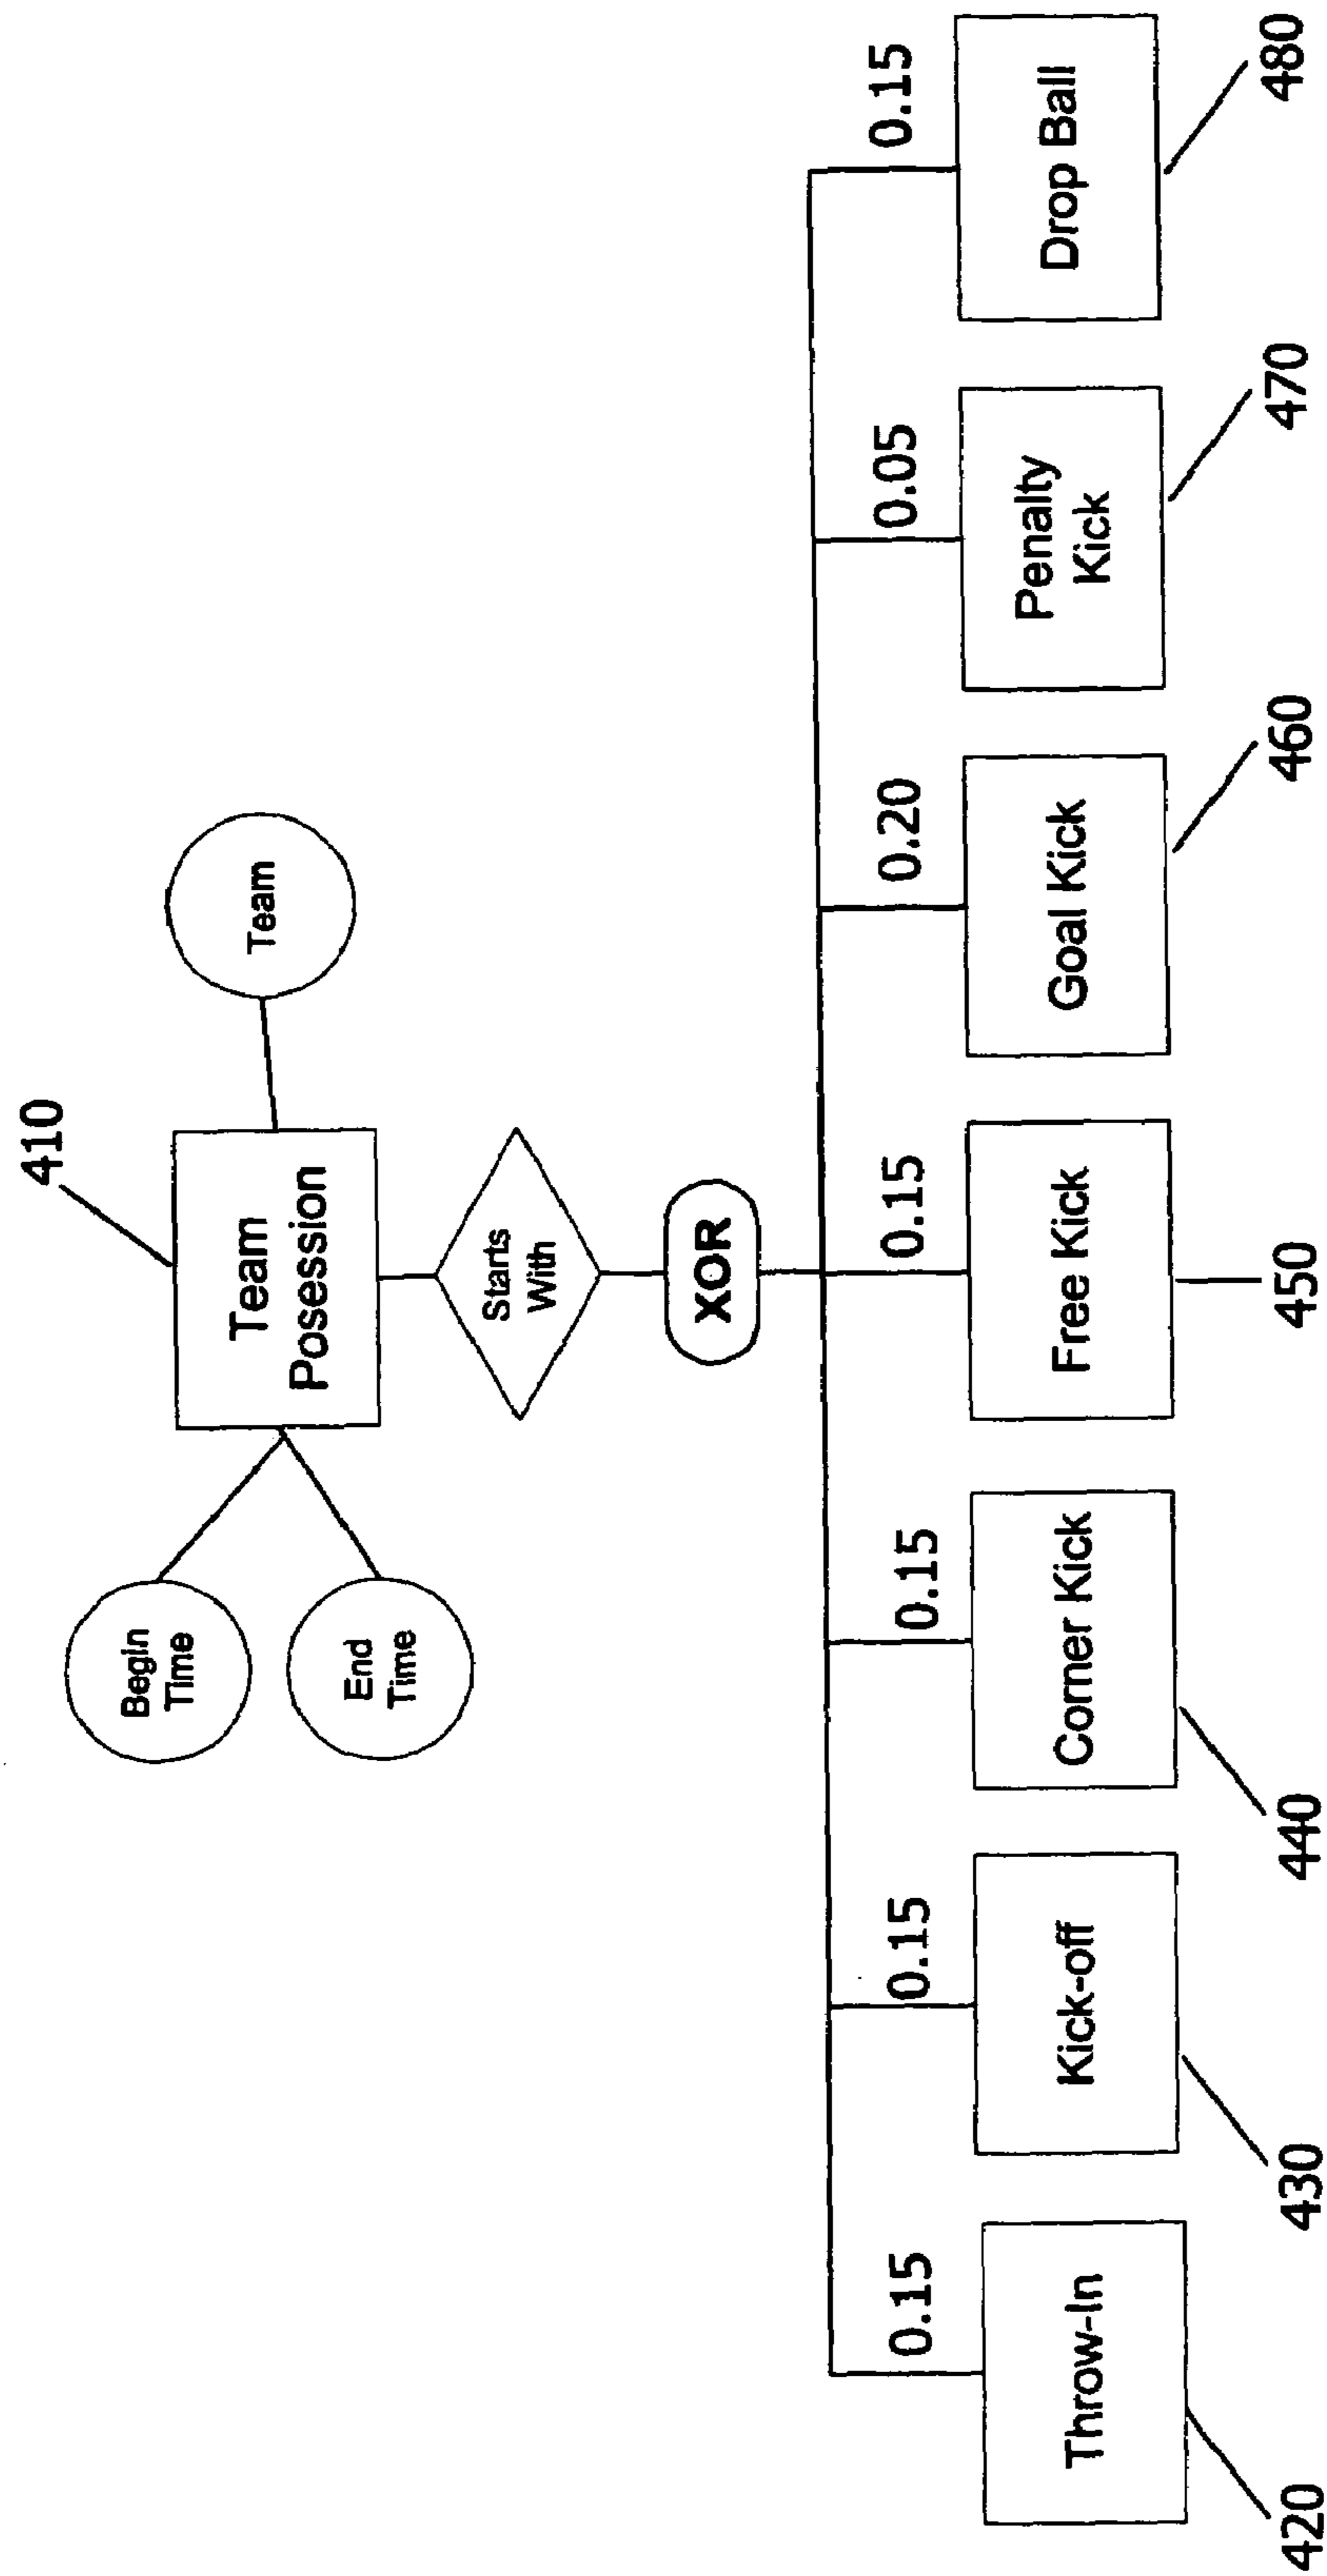 410
Team
Posession
Team
Begin
Time
End
Time
Starts
With
XOR
0.15
0.15
0.15
0.15
0.20
0.05
0.15
Throw-In
Kick-off
Corner Kick
Free Kick
Goal Kick
Penalty
Kick
Drop Ball
420
430
440
450
460
470
480